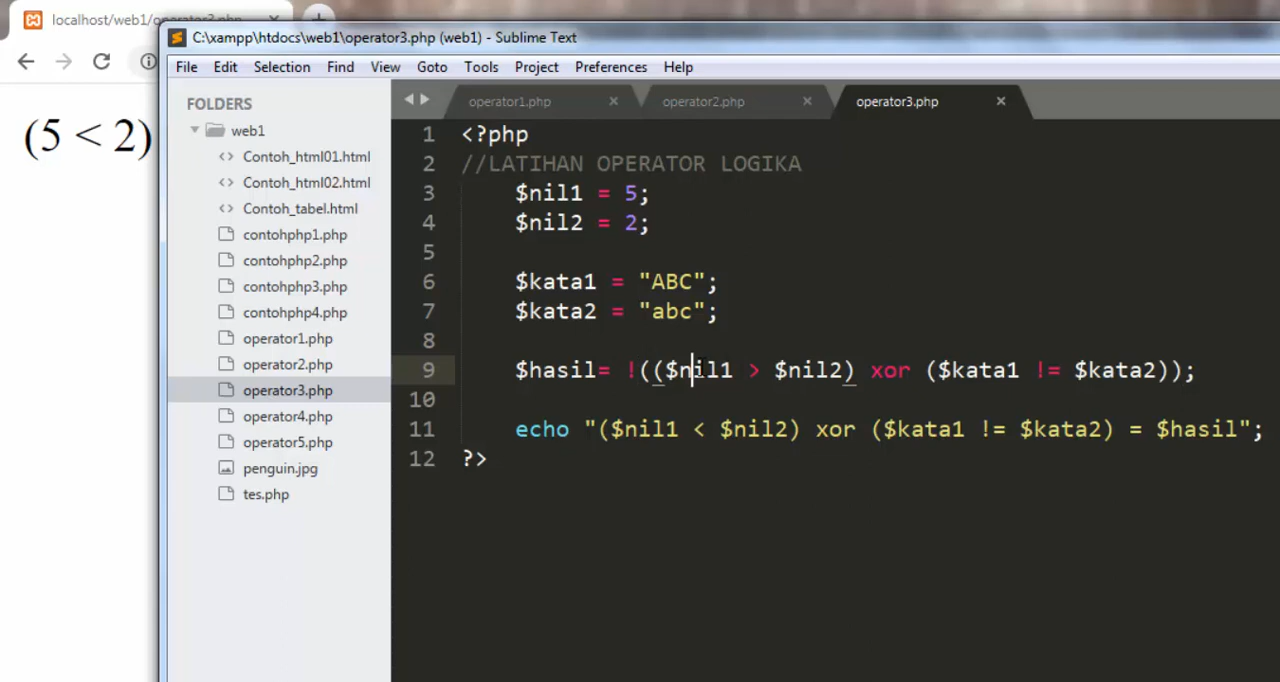 localhost/web1/operator3.php
C:\xampp\htdocs\web1\operator3.php (web1) - Sublime Text
File Edit Selection Find View Goto Tools Project Preferences Help
(5 < 2)
FOLDERS
web1
Contoh_html01.html
Contoh_html02.html
Contoh_tabel.html
contohphp1.php
contohphp2.php
contohphp3.php
contohphp4.php
operator1.php
operator2.php
operator3.php
operator4.php
operator5.php
penguin.jpg
tes.php
operator1.php operator2.php operator3.php
1 <?php
2 //LATIHAN OPERATOR LOGIKA
3 $nil1 = 5;
4 $nil2 = 2;
5
6 $kata1 = "ABC";
7 $kata2 = "abc";
8
9 $hasil= !(($nil1 > $nil2) xor ($kata1 != $kata2));
10
11 echo "($nil1 < $nil2) xor ($kata1 != $kata2) = $hasil";
12 ?>